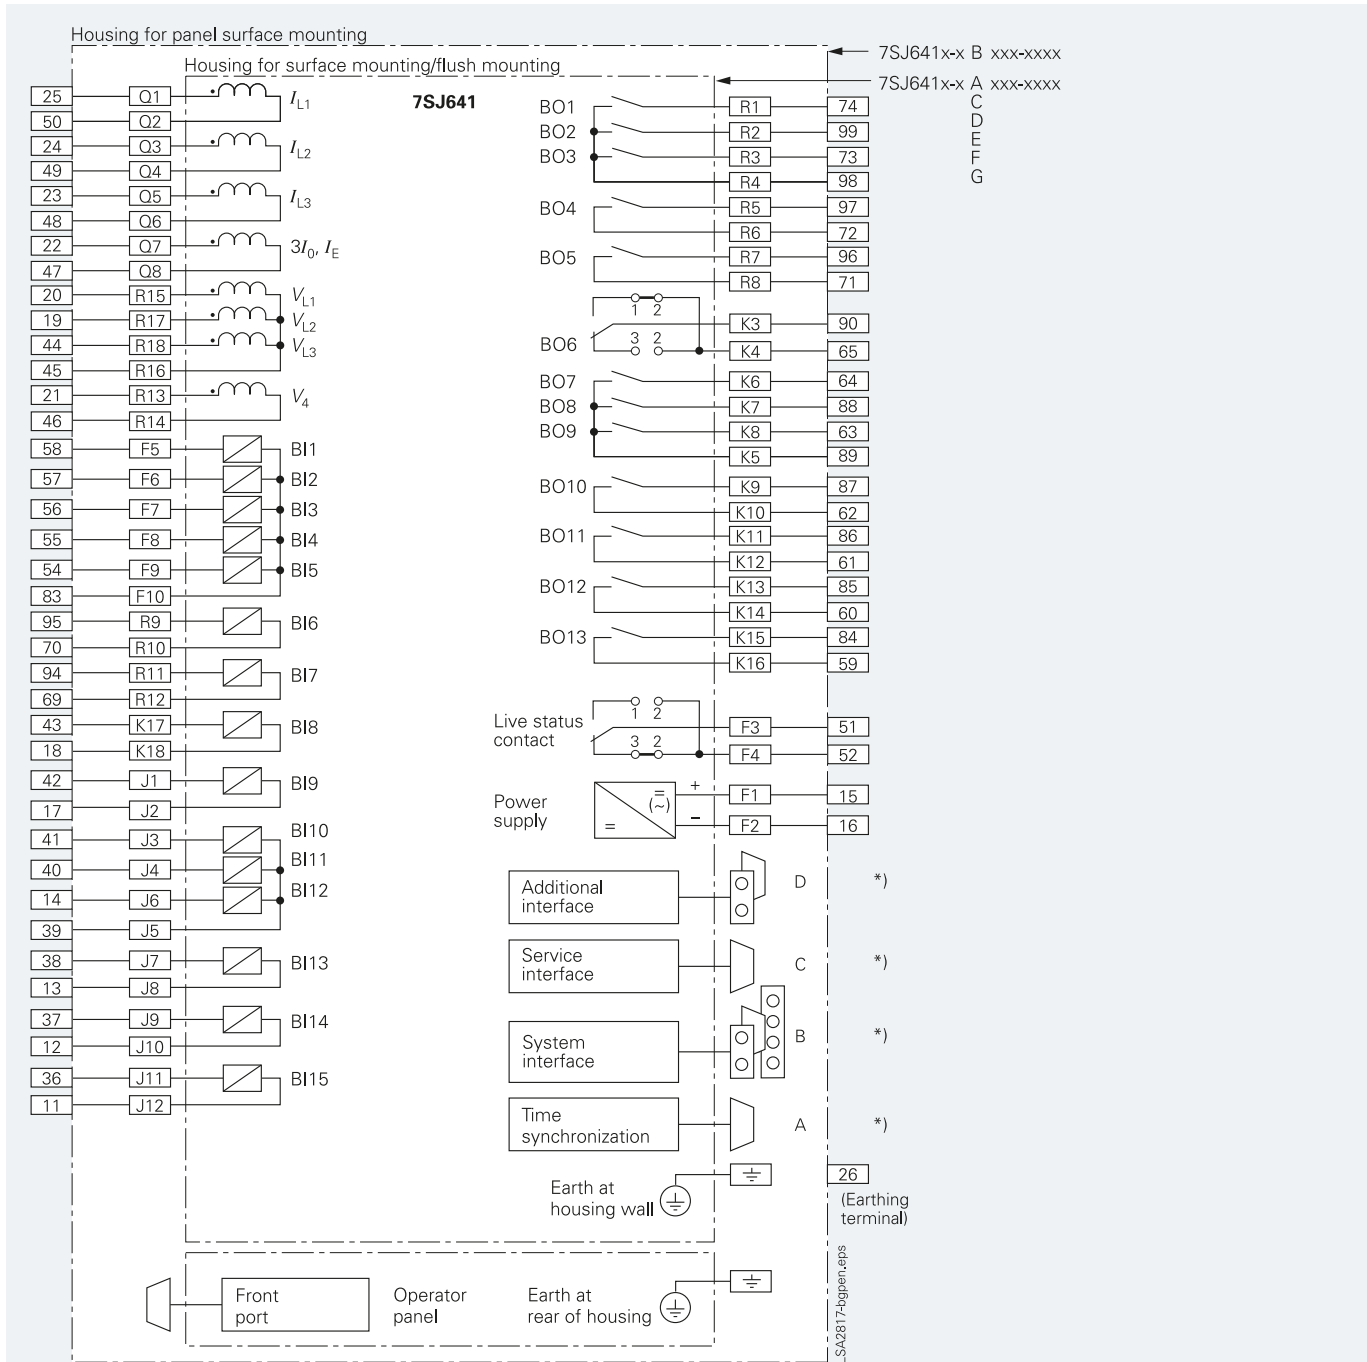 Housing for panel surface mounting
7SJ641x-x B xxx-xxxx
Housing for surface mounting/flush mounting
7SJ641x-x A xxx-xxxx
C
D
E
F
G
7SJ641
25 Q1 IL1
50 Q2
24 Q3 IL2
49 Q4
23 Q5 IL3
48 Q6
22 Q7 3I0, IE
47 Q8
20 R15 VL1
19 R17 VL2
44 R18 VL3
45 R16
21 R13 V4
46 R14
58 F5 BI1
57 F6 BI2
56 F7 BI3
55 F8 BI4
54 F9 BI5
83 F10
95 R9 BI6
70 R10
94 R11 BI7
69 R12
43 K17 BI8
18 K18
42 J1 BI9
17 J2
41 J3 BI10
40 J4 BI11
14 J6 BI12
39 J5
38 J7 BI13
13 J8
37 J9 BI14
12 J10
36 J11 BI15
11 J12
BO1 R1 74
BO2 R2 99
BO3 R3 73
R4 98
BO4 R5 97
R6 72
BO5 R7 96
R8 71
1 2
K3 90
BO6 3 2 K4 65
BO7 K6 64
BO8 K7 88
BO9 K8 63
K5 89
BO10 K9 87
K10 62
BO11 K11 86
K12 61
BO12 K13 85
K14 60
BO13 K15 84
K16 59
1 2
Live status F3 51
contact 3 2 F4 52
Power = (~) + F1 15
supply = − F2 16
Additional
interface
D *)
Service
interface
C *)
System
interface
B *)
Time
synchronization
A *)
Earth at
housing wall
26
(Earthing
terminal)
Front
port
Operator
panel
Earth at
rear of housing
LSA2817-bgpen.eps